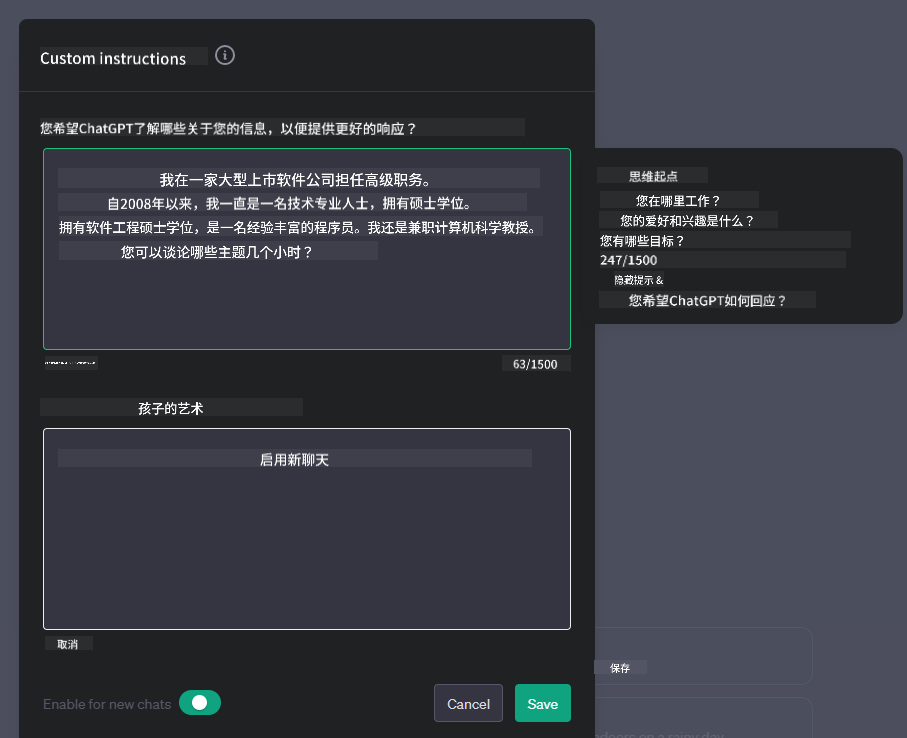 Custom instructions
您希望ChatGPT了解哪些关于您的信息，以便提供更好的响应？
我在一家大型上市软件公司担任高级职务。
自2008年以来，我一直是一名技术专业人士，拥有硕士学位。
拥有软件工程硕士学位，是一名经验丰富的程序员。我还是兼职计算机科学教授。
您可以谈论哪些主题几个小时？
63/1500
思维起点
您在哪里工作？
您的爱好和兴趣是什么？
您有哪些目标？
247/1500
隐藏提示 &
您希望ChatGPT如何回应？
孩子的艺术
启用新聊天
取消
保存
Enable for new chats
Cancel
Save
doors on a rainy day